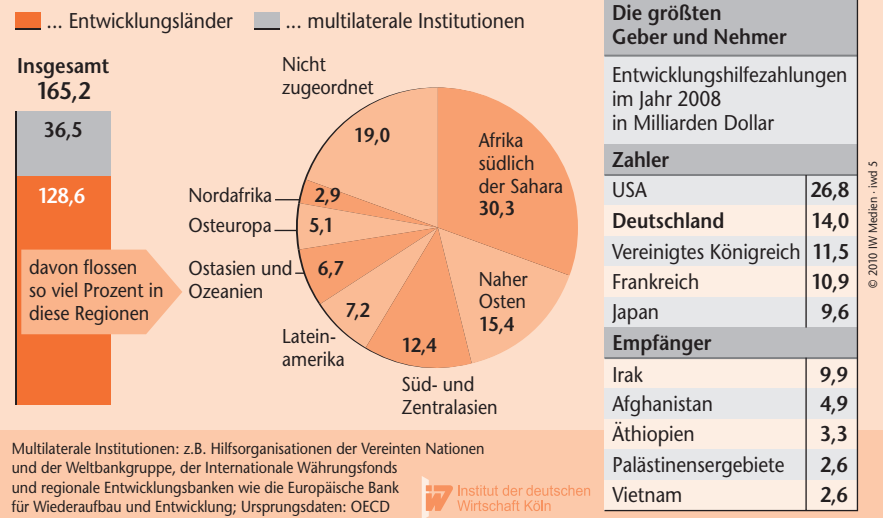 ... Entwicklungsländer
... multilaterale Institutionen
Insgesamt
165,2
36,5
128,6
davon flossen
so viel Prozent in
diese Regionen
Nicht
zugeordnet
19,0
Afrika
südlich
der Sahara
30,3
Nordafrika
2,9
Osteuropa
5,1
Ostasien und
Ozeanien
6,7
Naher
Osten
15,4
7,2
Latein-
amerika
12,4
Süd- und
Zentralasien
Die größten
Geber und Nehmer
Entwicklungshilfezahlungen
im Jahr 2008
in Milliarden Dollar
Zahler
USA 26,8
Deutschland 14,0
Vereinigtes Königreich 11,5
Frankreich 10,9
Japan 9,6
Empfänger
Irak 9,9
Afghanistan 4,9
Äthiopien 3,3
Palästinensergebiete 2,6
Vietnam 2,6
© 2010 IW Medien · iwd 5
Multilaterale Institutionen: z.B. Hilfsorganisationen der Vereinten Nationen
und der Weltbankgruppe, der Internationale Währungsfonds
und regionale Entwicklungsbanken wie die Europäische Bank
für Wiederaufbau und Entwicklung; Ursprungsdaten: OECD
iw
Institut der deutschen
Wirtschaft Köln